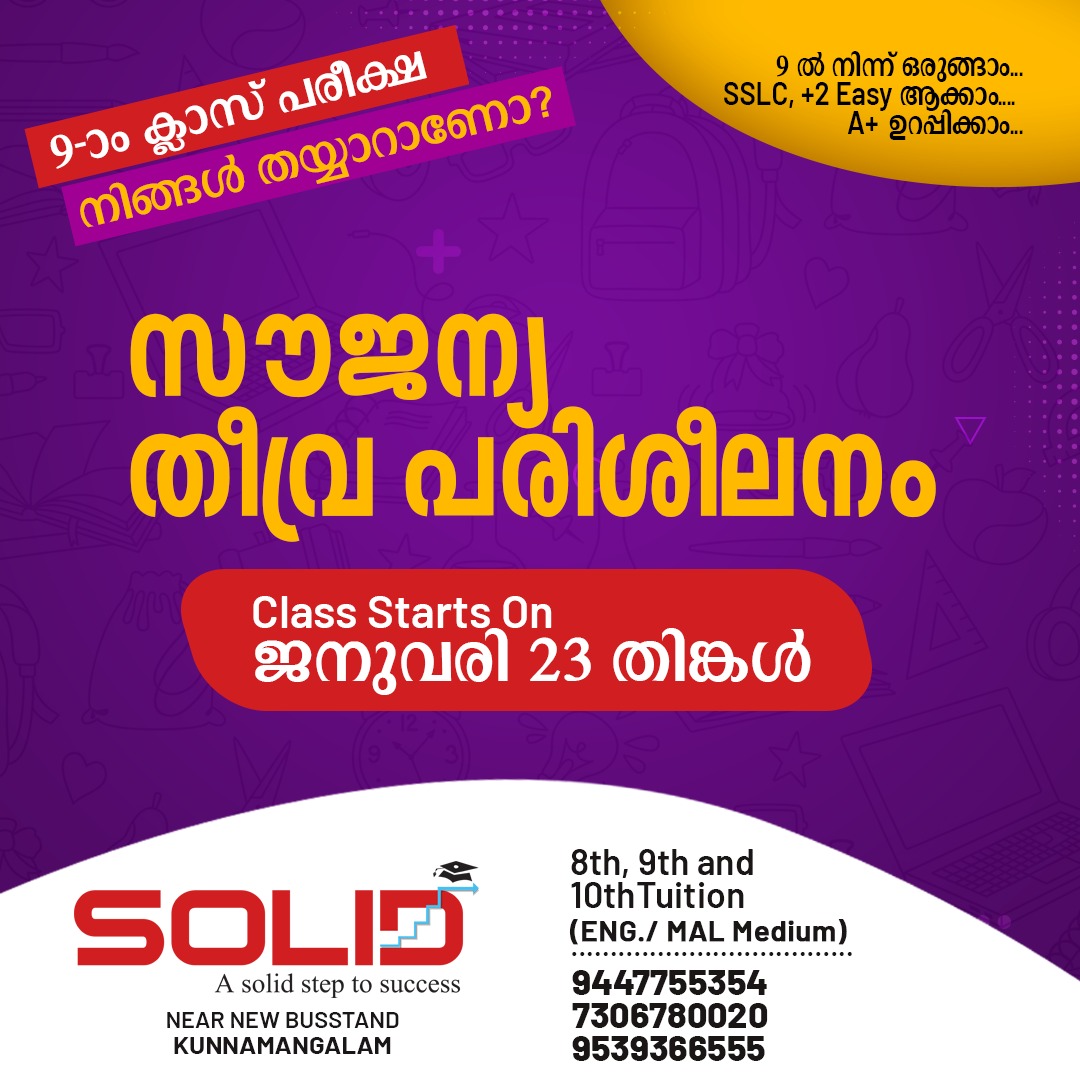 9-ാം ക്ലാസ് പരീക്ഷ
നിങ്ങൾ തയ്യാറാണോ?
9 ൽ നിന്ന് ഒരുങ്ങാം...
SSLC, +2 Easy ആക്കാം....
A+ ഉറപ്പിക്കാം...
സൗജന്യ
തീവ്ര പരിശീലനം
Class Starts On
ജനുവരി 23 തിങ്കൾ
SOLID
A solid step to success
NEAR NEW BUSSTAND
KUNNAMANGALAM
8th, 9th and
10thTuition
(ENG./ MAL Medium)
9447755354
7306780020
9539366555